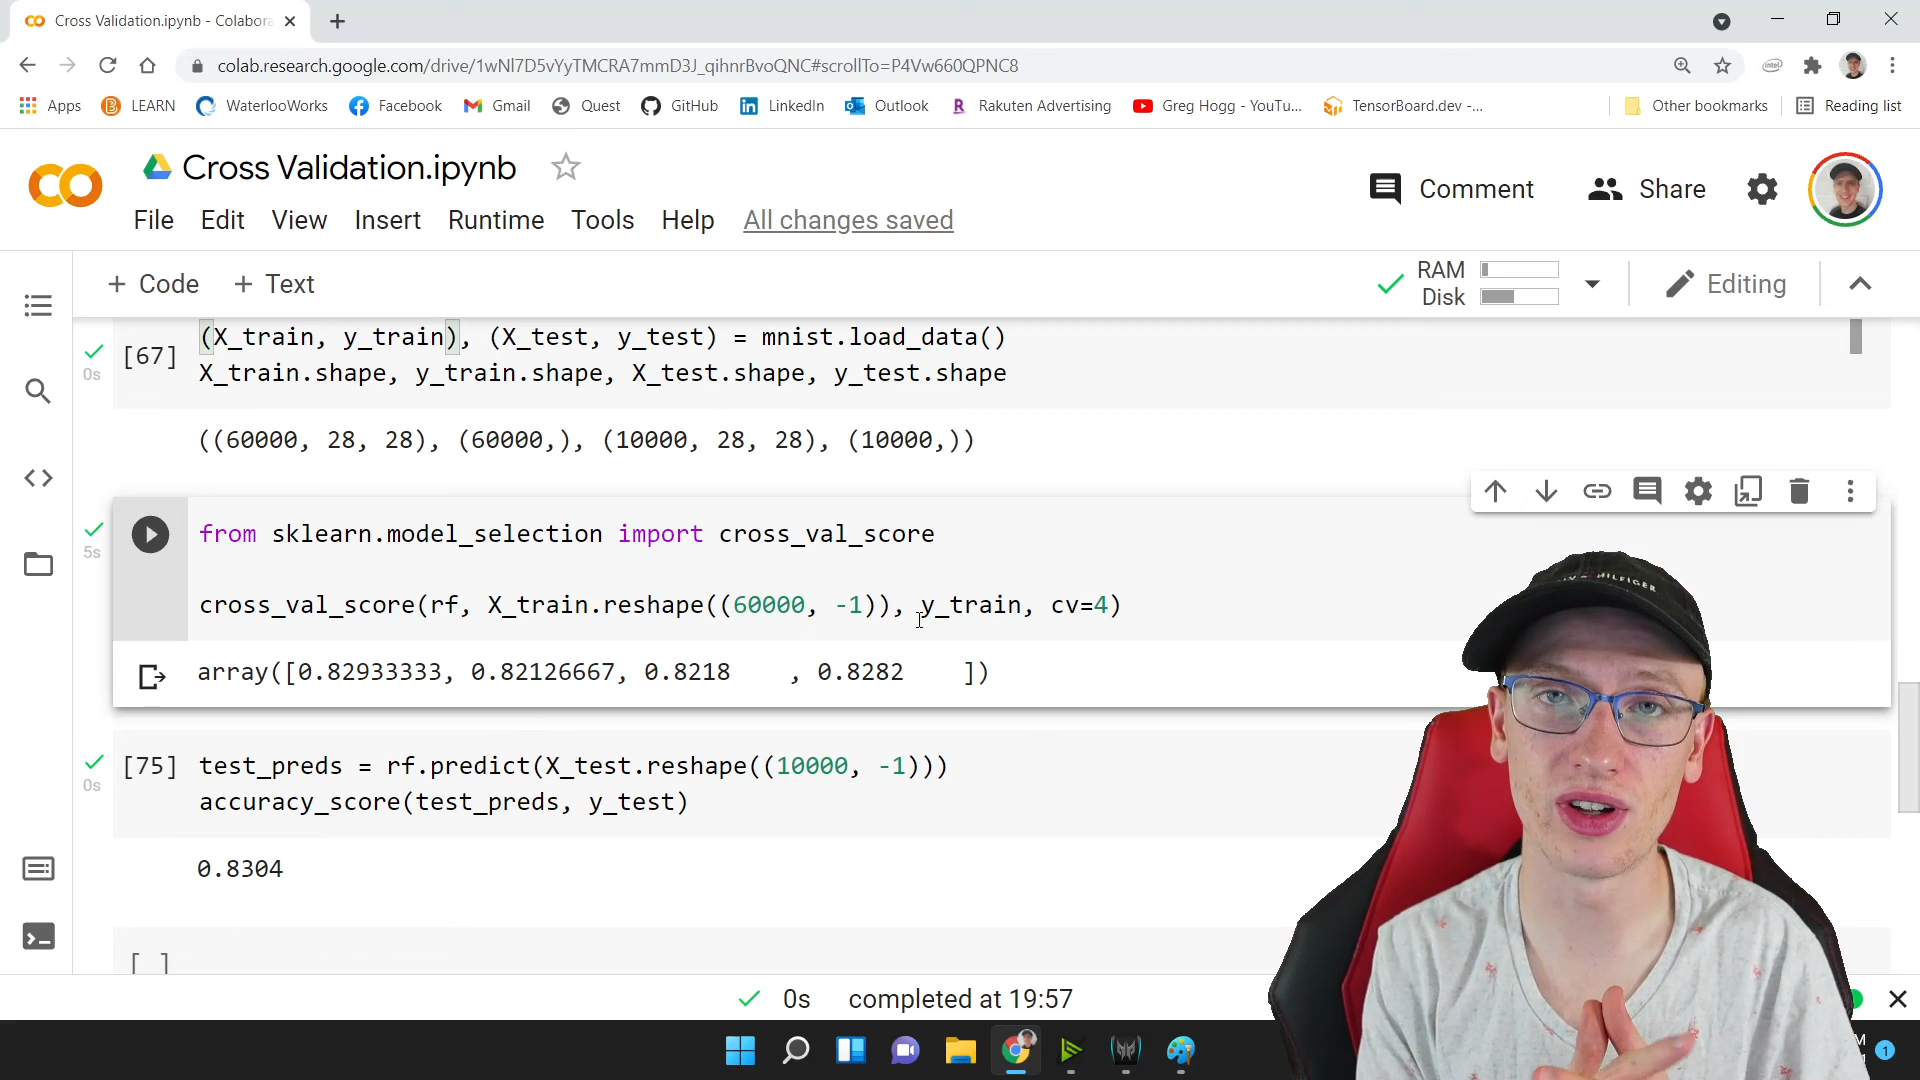 Cross Validation.ipynb - Colabora
colab.research.google.com/drive/1wNl7D5vYyTMCRA7mmD3J_qihnrBvoQNC#scrollTo=P4Vw660QPNC8
Apps LEARN WaterlooWorks Facebook Gmail Quest GitHub LinkedIn Outlook Rakuten Advertising Greg Hogg - YouTu... TensorBoard.dev -... Other bookmarks Reading list
Cross Validation.ipynb
Comment Share
File Edit View Insert Runtime Tools Help All changes saved
+ Code + Text RAM Disk Editing
(X_train, y_train), (X_test, y_test) = mnist.load_data()
[67]
0s
X_train.shape, y_train.shape, X_test.shape, y_test.shape
((60000, 28, 28), (60000,), (10000, 28, 28), (10000,))
from sklearn.model_selection import cross_val_score
5s
cross_val_score(rf, X_train.reshape((60000, -1)), y_train, cv=4)
array([0.82933333, 0.82126667, 0.8218    , 0.8282    ])
[75] test_preds = rf.predict(X_test.reshape((10000, -1)))
0s
accuracy_score(test_preds, y_test)
0.8304
[ ]
0s completed at 19:57
1